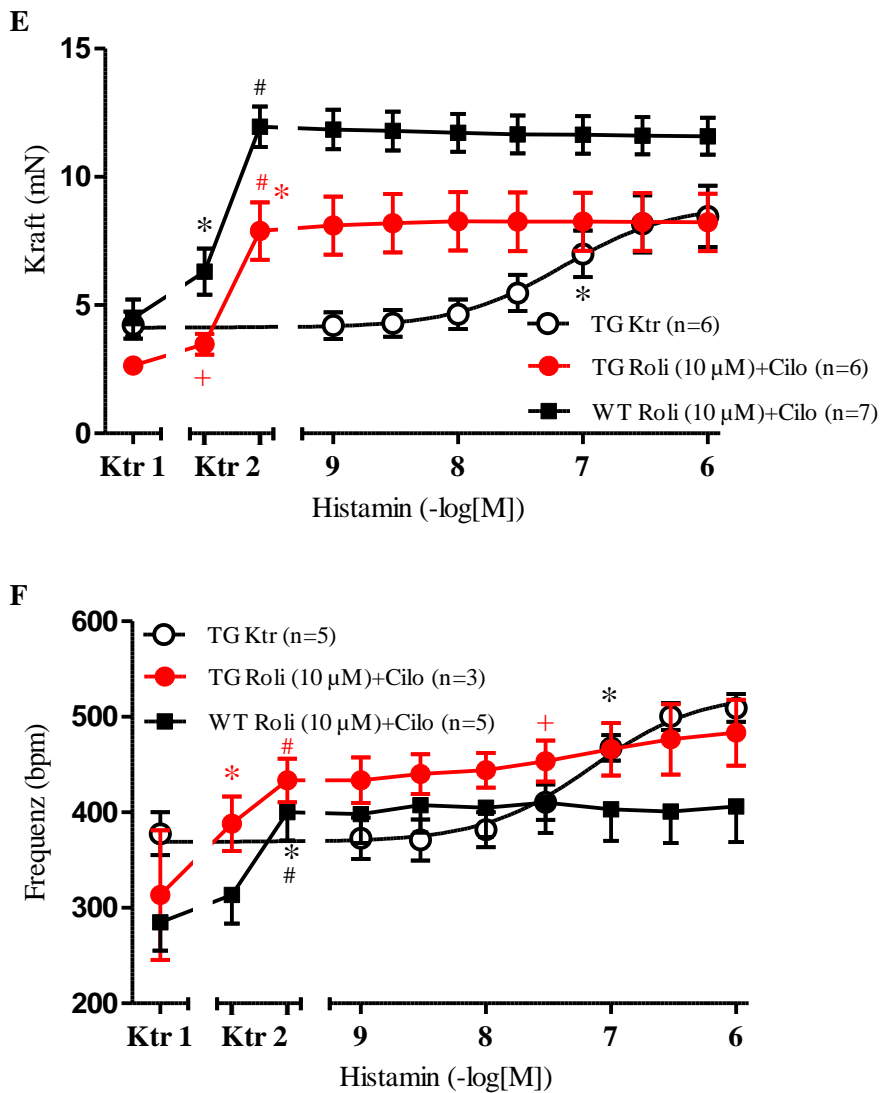 E
15
#
*
# *
10
Kraft (mN)
*
5
TG Ktr (n=6)
+
TG Roli (10 µM)+Cilo (n=6)
WT Roli (10 µM)+Cilo (n=7)
0
Ktr 1 Ktr 2 9 8 7 6
Histamin (-log[M])
F
600
TG Ktr (n=5)
TG Roli (10 µM)+Cilo (n=3)
WT Roli (10 µM)+Cilo (n=5)
*
+
500
#
*
400
Frequenz (bpm)
*
#
300
200
Ktr 1 Ktr 2 9 8 7 6
Histamin (-log[M])